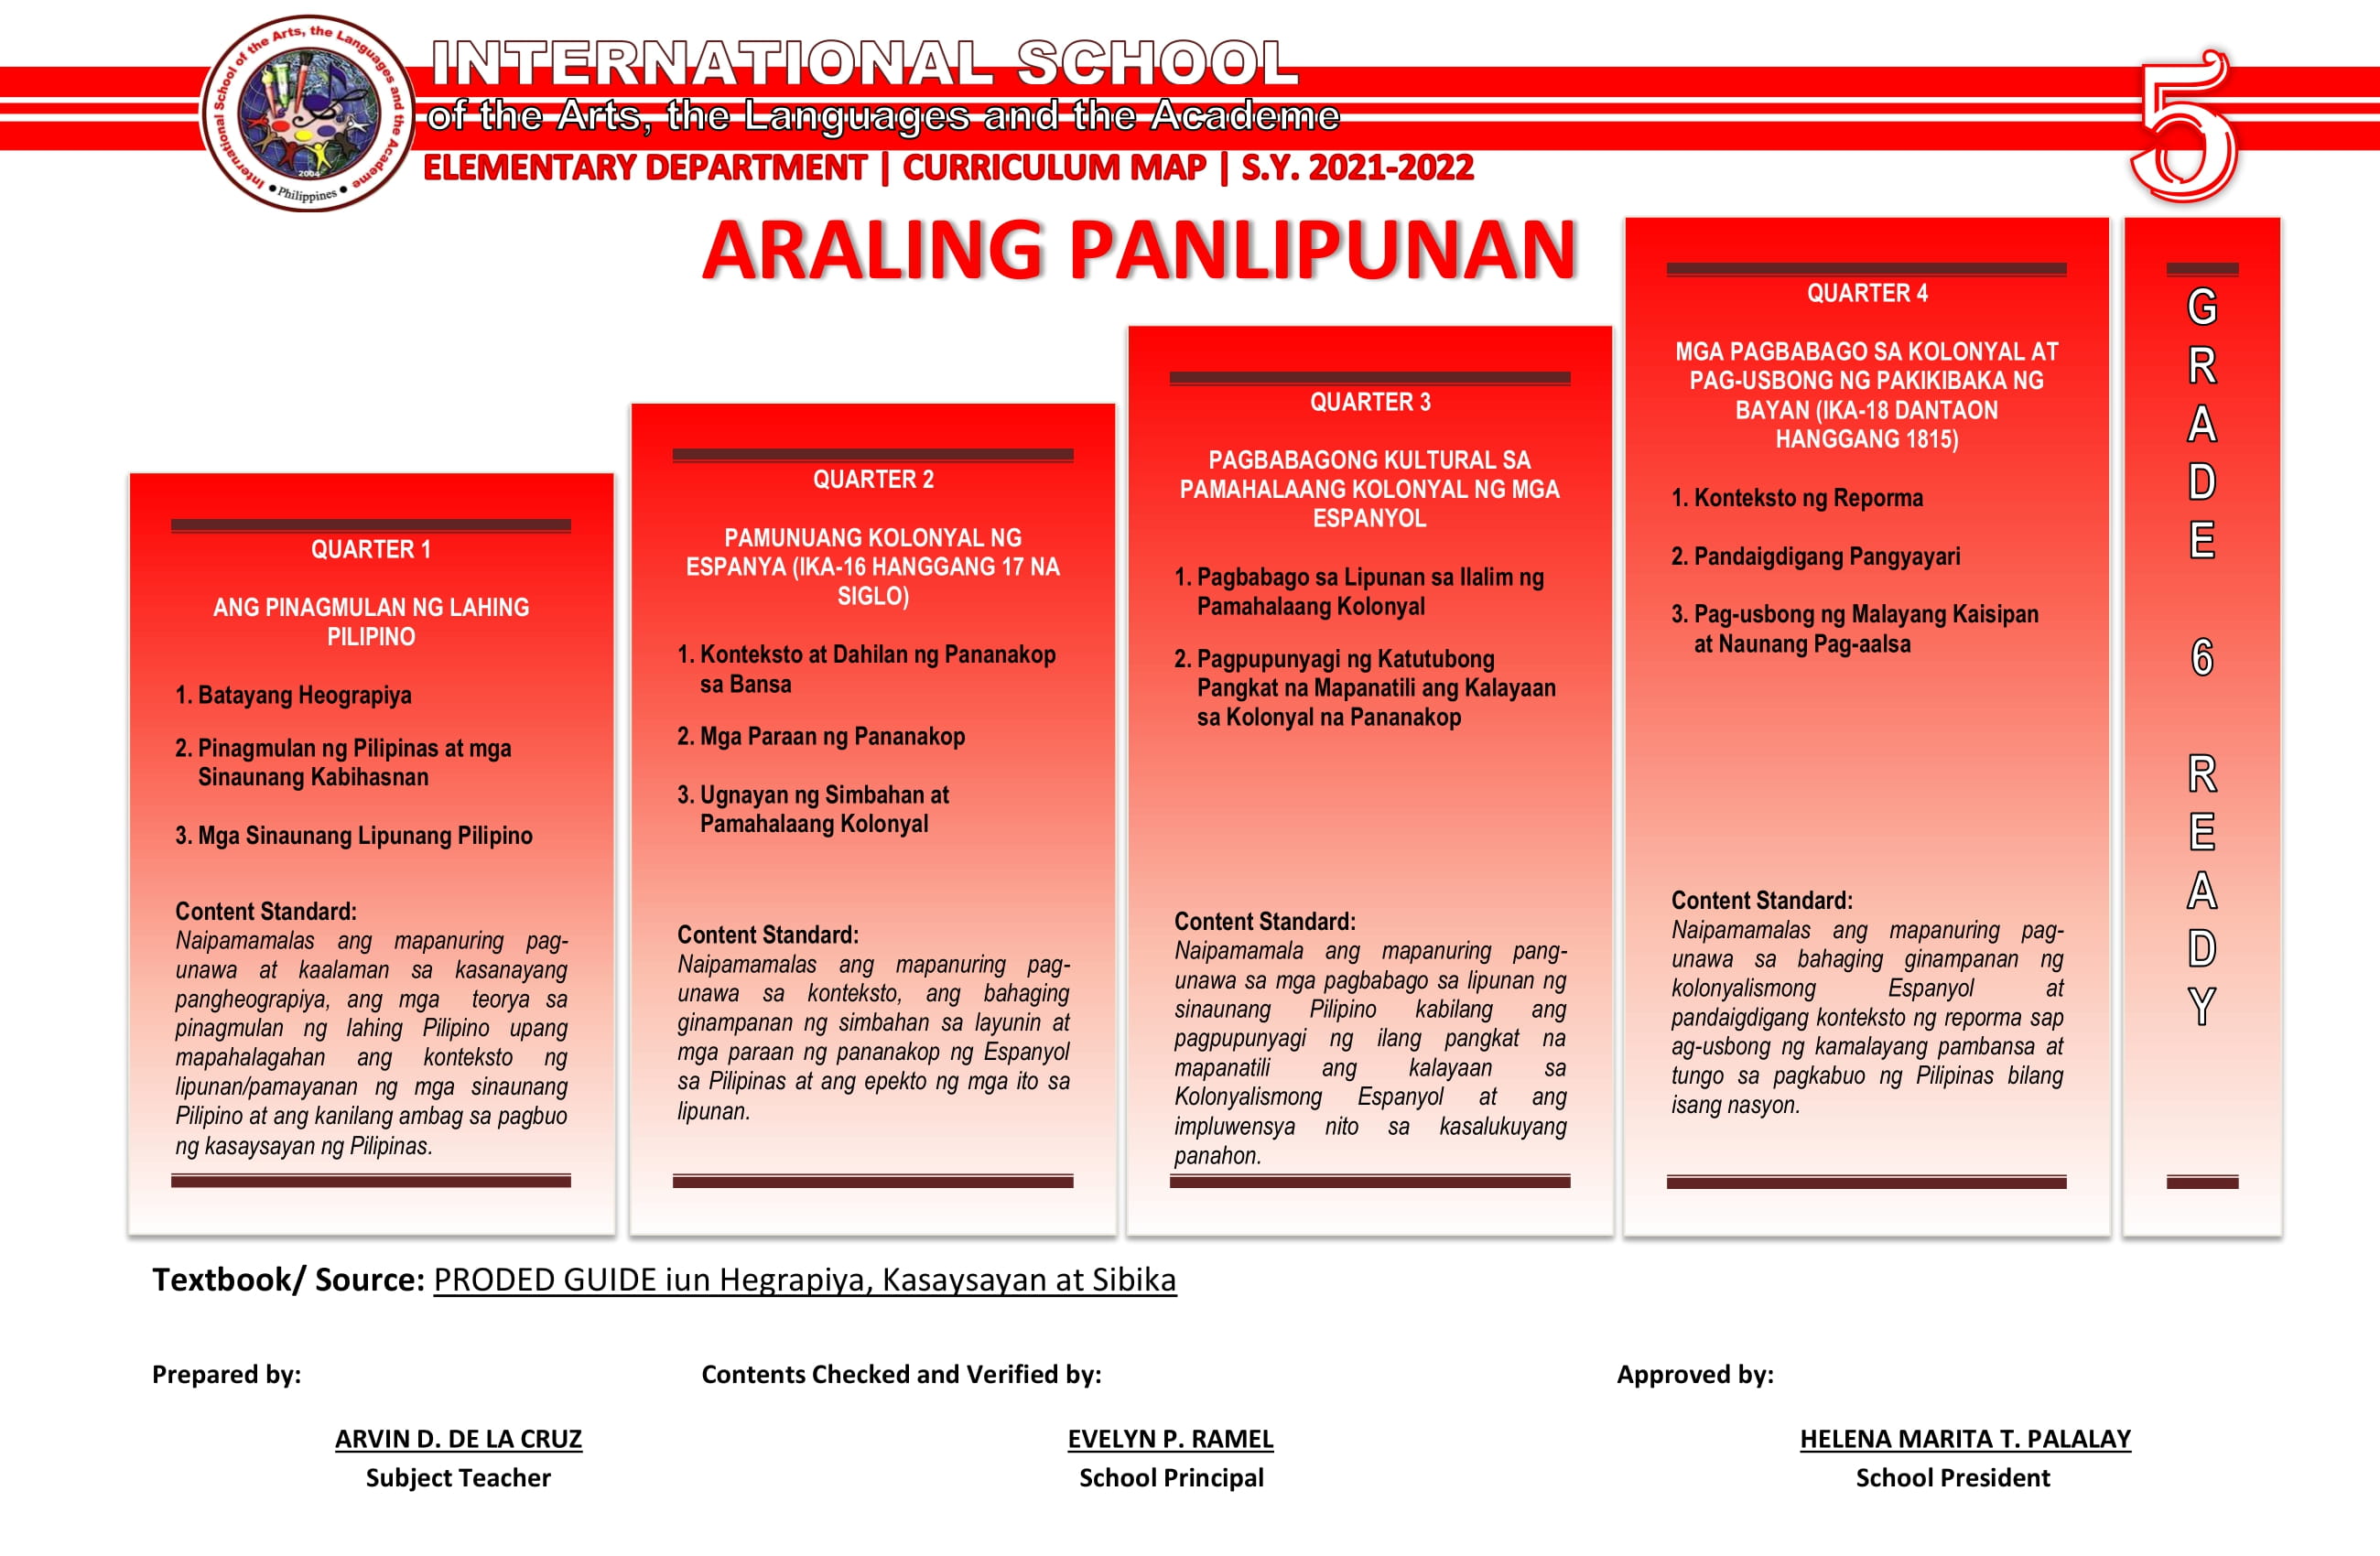 International School of the Arts, the Languages and the Academe
2004
Philippines
INTERNATIONAL SCHOOL
of the Arts, the Languages and the Academe
ELEMENTARY DEPARTMENT | CURRICULUM MAP | S.Y. 2021-2022
5
ARALING PANLIPUNAN
QUARTER 1
ANG PINAGMULAN NG LAHING
PILIPINO
1. Batayang Heograpiya
2. Pinagmulan ng Pilipinas at mga
Sinaunang Kabihasnan
3. Mga Sinaunang Lipunang Pilipino
Content Standard:
Naipamamalas ang mapanuring pag-
unawa at kaalaman sa kasanayang
pangheograpiya, ang mga teorya sa
pinagmulan ng lahing Pilipino upang
mapahalagahan ang konteksto ng
lipunan/pamayanan ng mga sinaunang
Pilipino at ang kanilang ambag sa pagbuo
ng kasaysayan ng Pilipinas.
QUARTER 2
PAMUNUANG KOLONYAL NG
ESPANYA (IKA-16 HANGGANG 17 NA
SIGLO)
1. Konteksto at Dahilan ng Pananakop
sa Bansa
2. Mga Paraan ng Pananakop
3. Ugnayan ng Simbahan at
Pamahalaang Kolonyal
Content Standard:
Naipamamalas ang mapanuring pag-
unawa sa konteksto, ang bahaging
ginampanan ng simbahan sa layunin at
mga paraan ng pananakop ng Espanyol
sa Pilipinas at ang epekto ng mga ito sa
lipunan.
QUARTER 3
PAGBABAGONG KULTURAL SA
PAMAHALAANG KOLONYAL NG MGA
ESPANYOL
1. Pagbabago sa Lipunan sa Ilalim ng
Pamahalaang Kolonyal
2. Pagpupunyagi ng Katutubong
Pangkat na Mapanatili ang Kalayaan
sa Kolonyal na Pananakop
Content Standard:
Naipamamala ang mapanuring pang-
unawa sa mga pagbabago sa lipunan ng
sinaunang Pilipino kabilang ang
pagpupunyagi ng ilang pangkat na
mapanatili ang kalayaan sa
Kolonyalismong Espanyol at ang
impluwensya nito sa kasalukuyang
panahon.
QUARTER 4
MGA PAGBABAGO SA KOLONYAL AT
PAG-USBONG NG PAKIKIBAKA NG
BAYAN (IKA-18 DANTAON
HANGGANG 1815)
1. Konteksto ng Reporma
2. Pandaigdigang Pangyayari
3. Pag-usbong ng Malayang Kaisipan
at Naunang Pag-aalsa
Content Standard:
Naipamamalas ang mapanuring pag-
unawa sa bahaging ginampanan ng
kolonyalismong Espanyol at
pandaigdigang konteksto ng reporma sap
ag-usbong ng kamalayang pambansa at
tungo sa pagkabuo ng Pilipinas bilang
isang nasyon.
GRADE 6 READY
Textbook/ Source: PRODED GUIDE iun Hegrapiya, Kasaysayan at Sibika
Prepared by:
ARVIN D. DE LA CRUZ
Subject Teacher
Contents Checked and Verified by:
EVELYN P. RAMEL
School Principal
Approved by:
HELENA MARITA T. PALALAY
School President